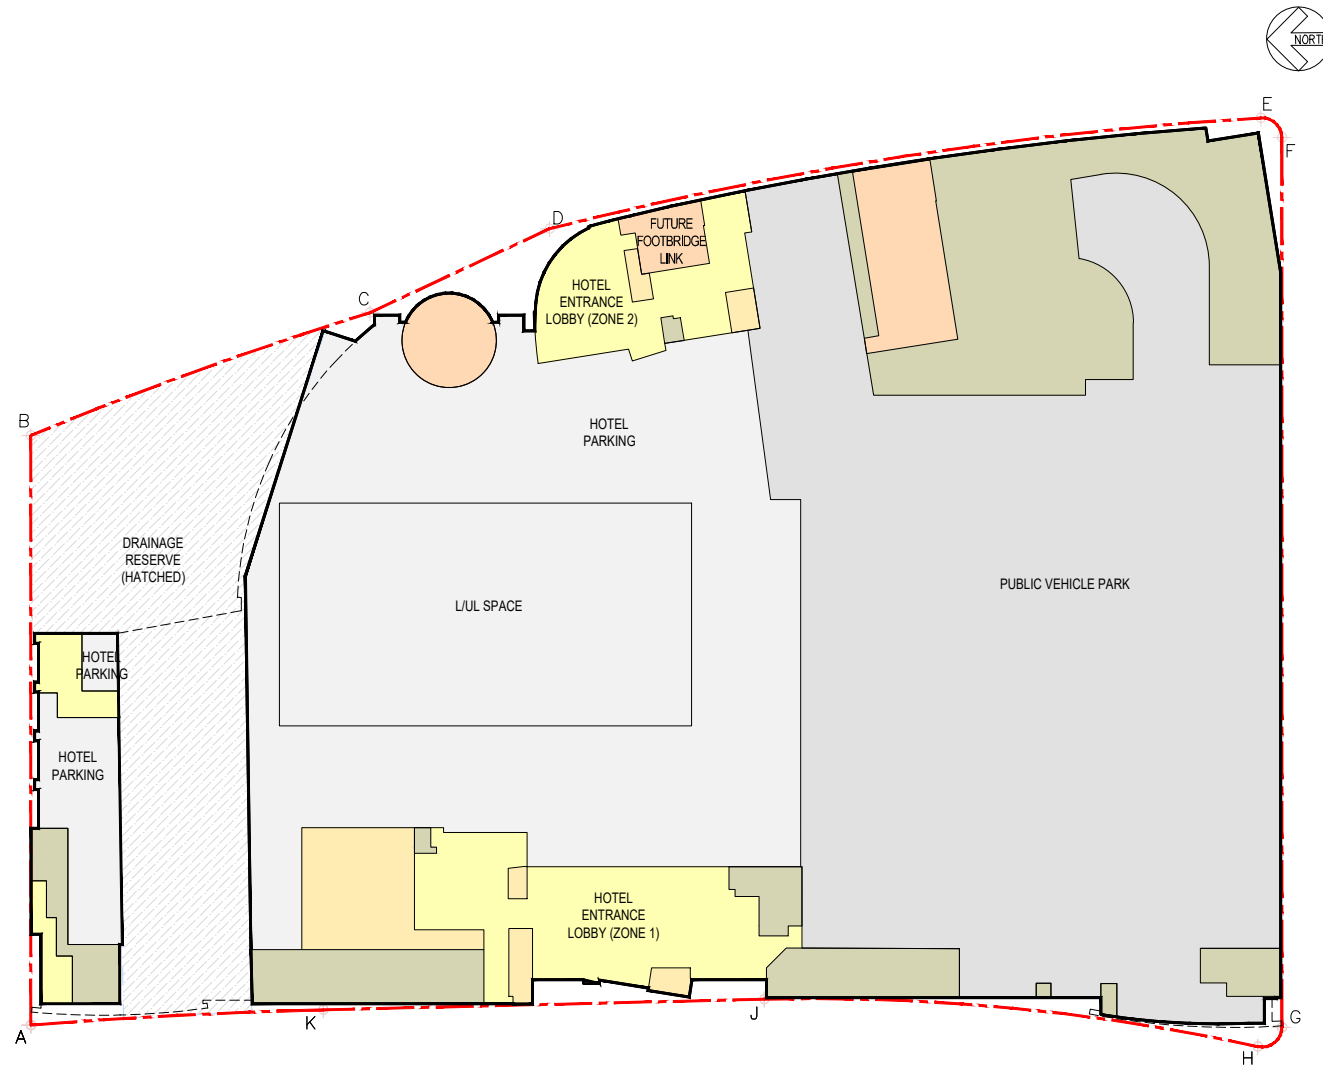 NORTH
E
F
D
FUTURE
FOOTBRIDGE
LINK
C
HOTEL
ENTRANCE
LOBBY (ZONE 2)
B
HOTEL
PARKING
DRAINAGE
RESERVE
(HATCHED)
PUBLIC VEHICLE PARK
L/UL SPACE
HOTEL
PARKING
HOTEL
PARKING
HOTEL
ENTRANCE
LOBBY (ZONE 1)
A
K
J
G
H